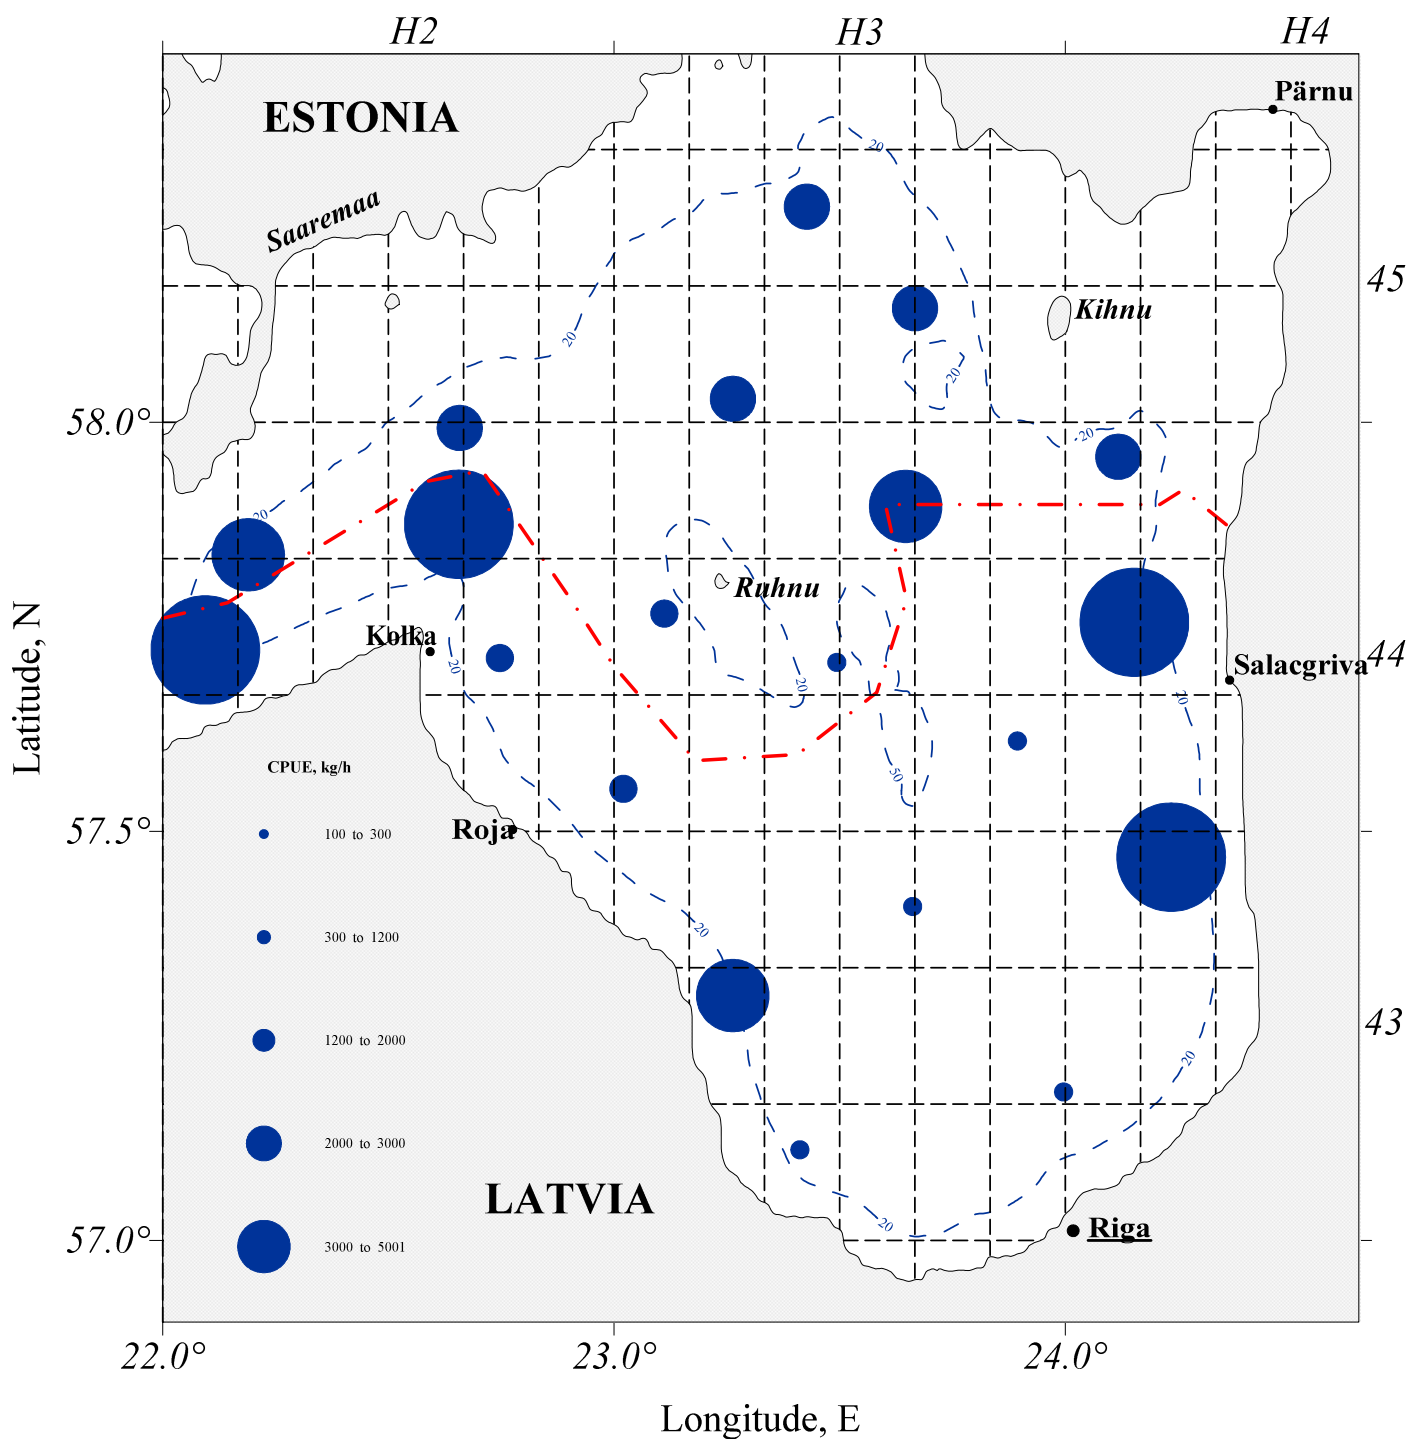 H2
H3
H4
Pärnu
ESTONIA
20
Saaremaa
45
Kihnu
20
20
58.0°
20
20
Ruhnu
Kolka
20
20
44
Salacgriva
20
CPUE, kg/h
50
57.5°
Roja
100 to 300
20
300 to 1200
43
1200 to 2000
20
2000 to 3000
LATVIA
20
Riga
57.0°
3000 to 5001
22.0°
23.0°
24.0°
Latitude, N
Longitude, E